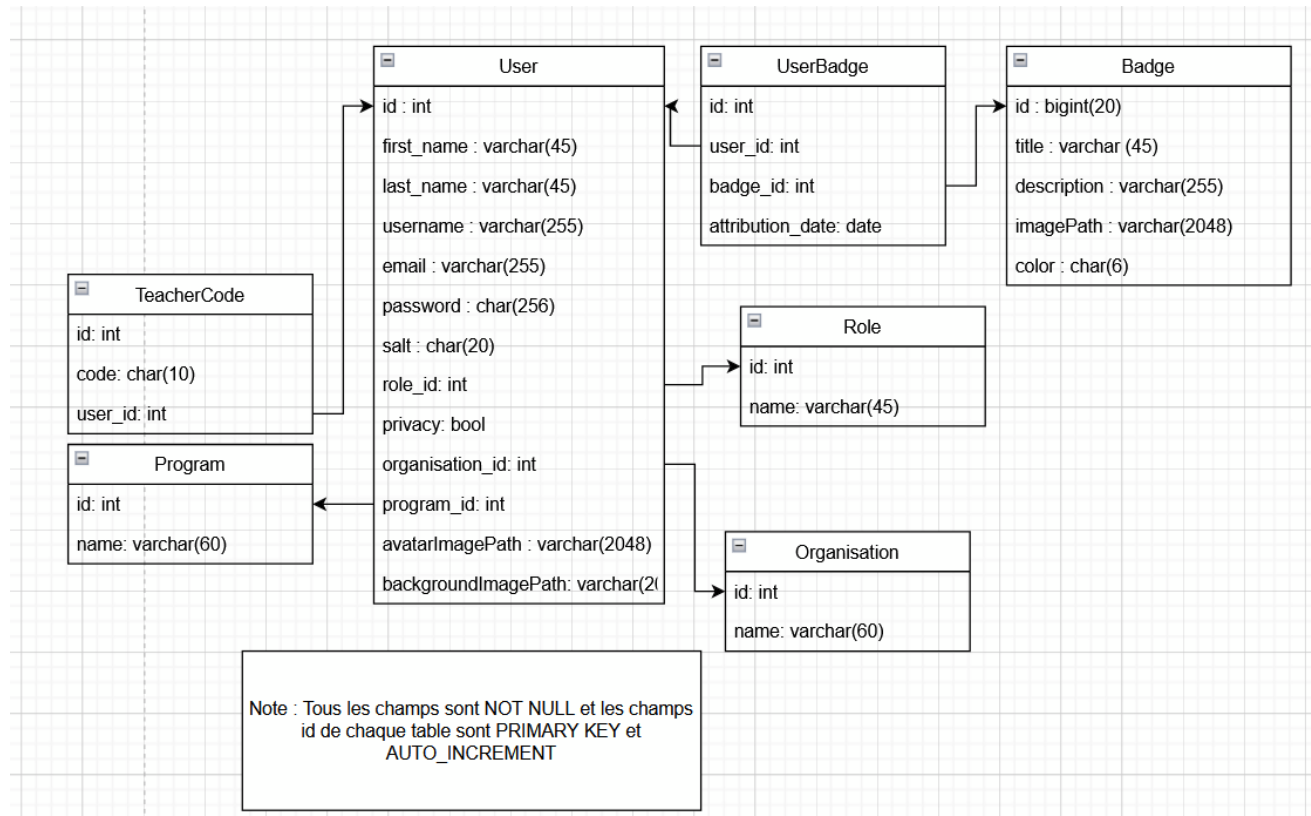 User
id : int
first_name : varchar(45)
last_name : varchar(45)
username : varchar(255)
email : varchar(255)
password : char(256)
salt : char(20)
role_id: int
privacy: bool
organisation_id: int
program_id: int
avatarImagePath : varchar(2048)
backgroundImagePath: varchar(20
UserBadge
id: int
user_id: int
badge_id: int
attribution_date: date
Badge
id : bigint(20)
title : varchar (45)
description : varchar(255)
imagePath : varchar(2048)
color : char(6)
TeacherCode
id: int
code: char(10)
user_id: int
Role
id: int
name: varchar(45)
Program
id: int
name: varchar(60)
Organisation
id: int
name: varchar(60)
Note : Tous les champs sont NOT NULL et les champs
id de chaque table sont PRIMARY KEY et
AUTO_INCREMENT